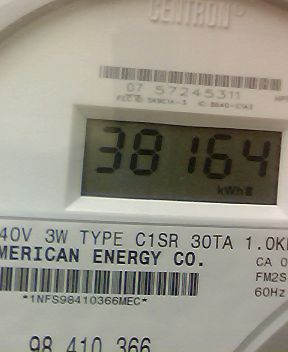 CENTRON®
07 57245311
38164
kWh
40V 3W TYPE C1SR 30TA 1.0K
MERICAN ENERGY CO.
CA 0
FM2S
60Hz
*1NFS98410366MEC*
98 410 366